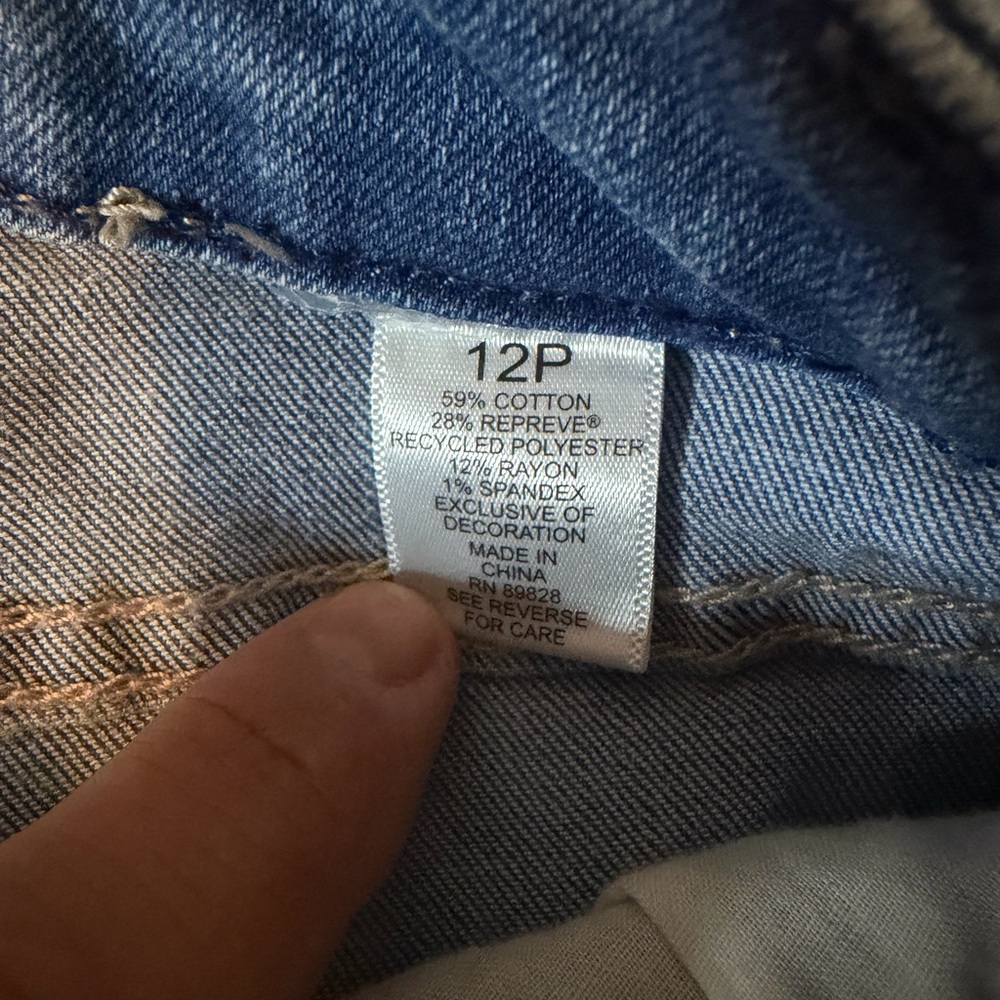 12P
59% COTTON
28% REPREVE®
RECYCLED POLYESTER
12% RAYON
1% SPANDEX
EXCLUSIVE OF
DECORATION
MADE IN
CHINA
RN 89828
SEE REVERSE
FOR CARE